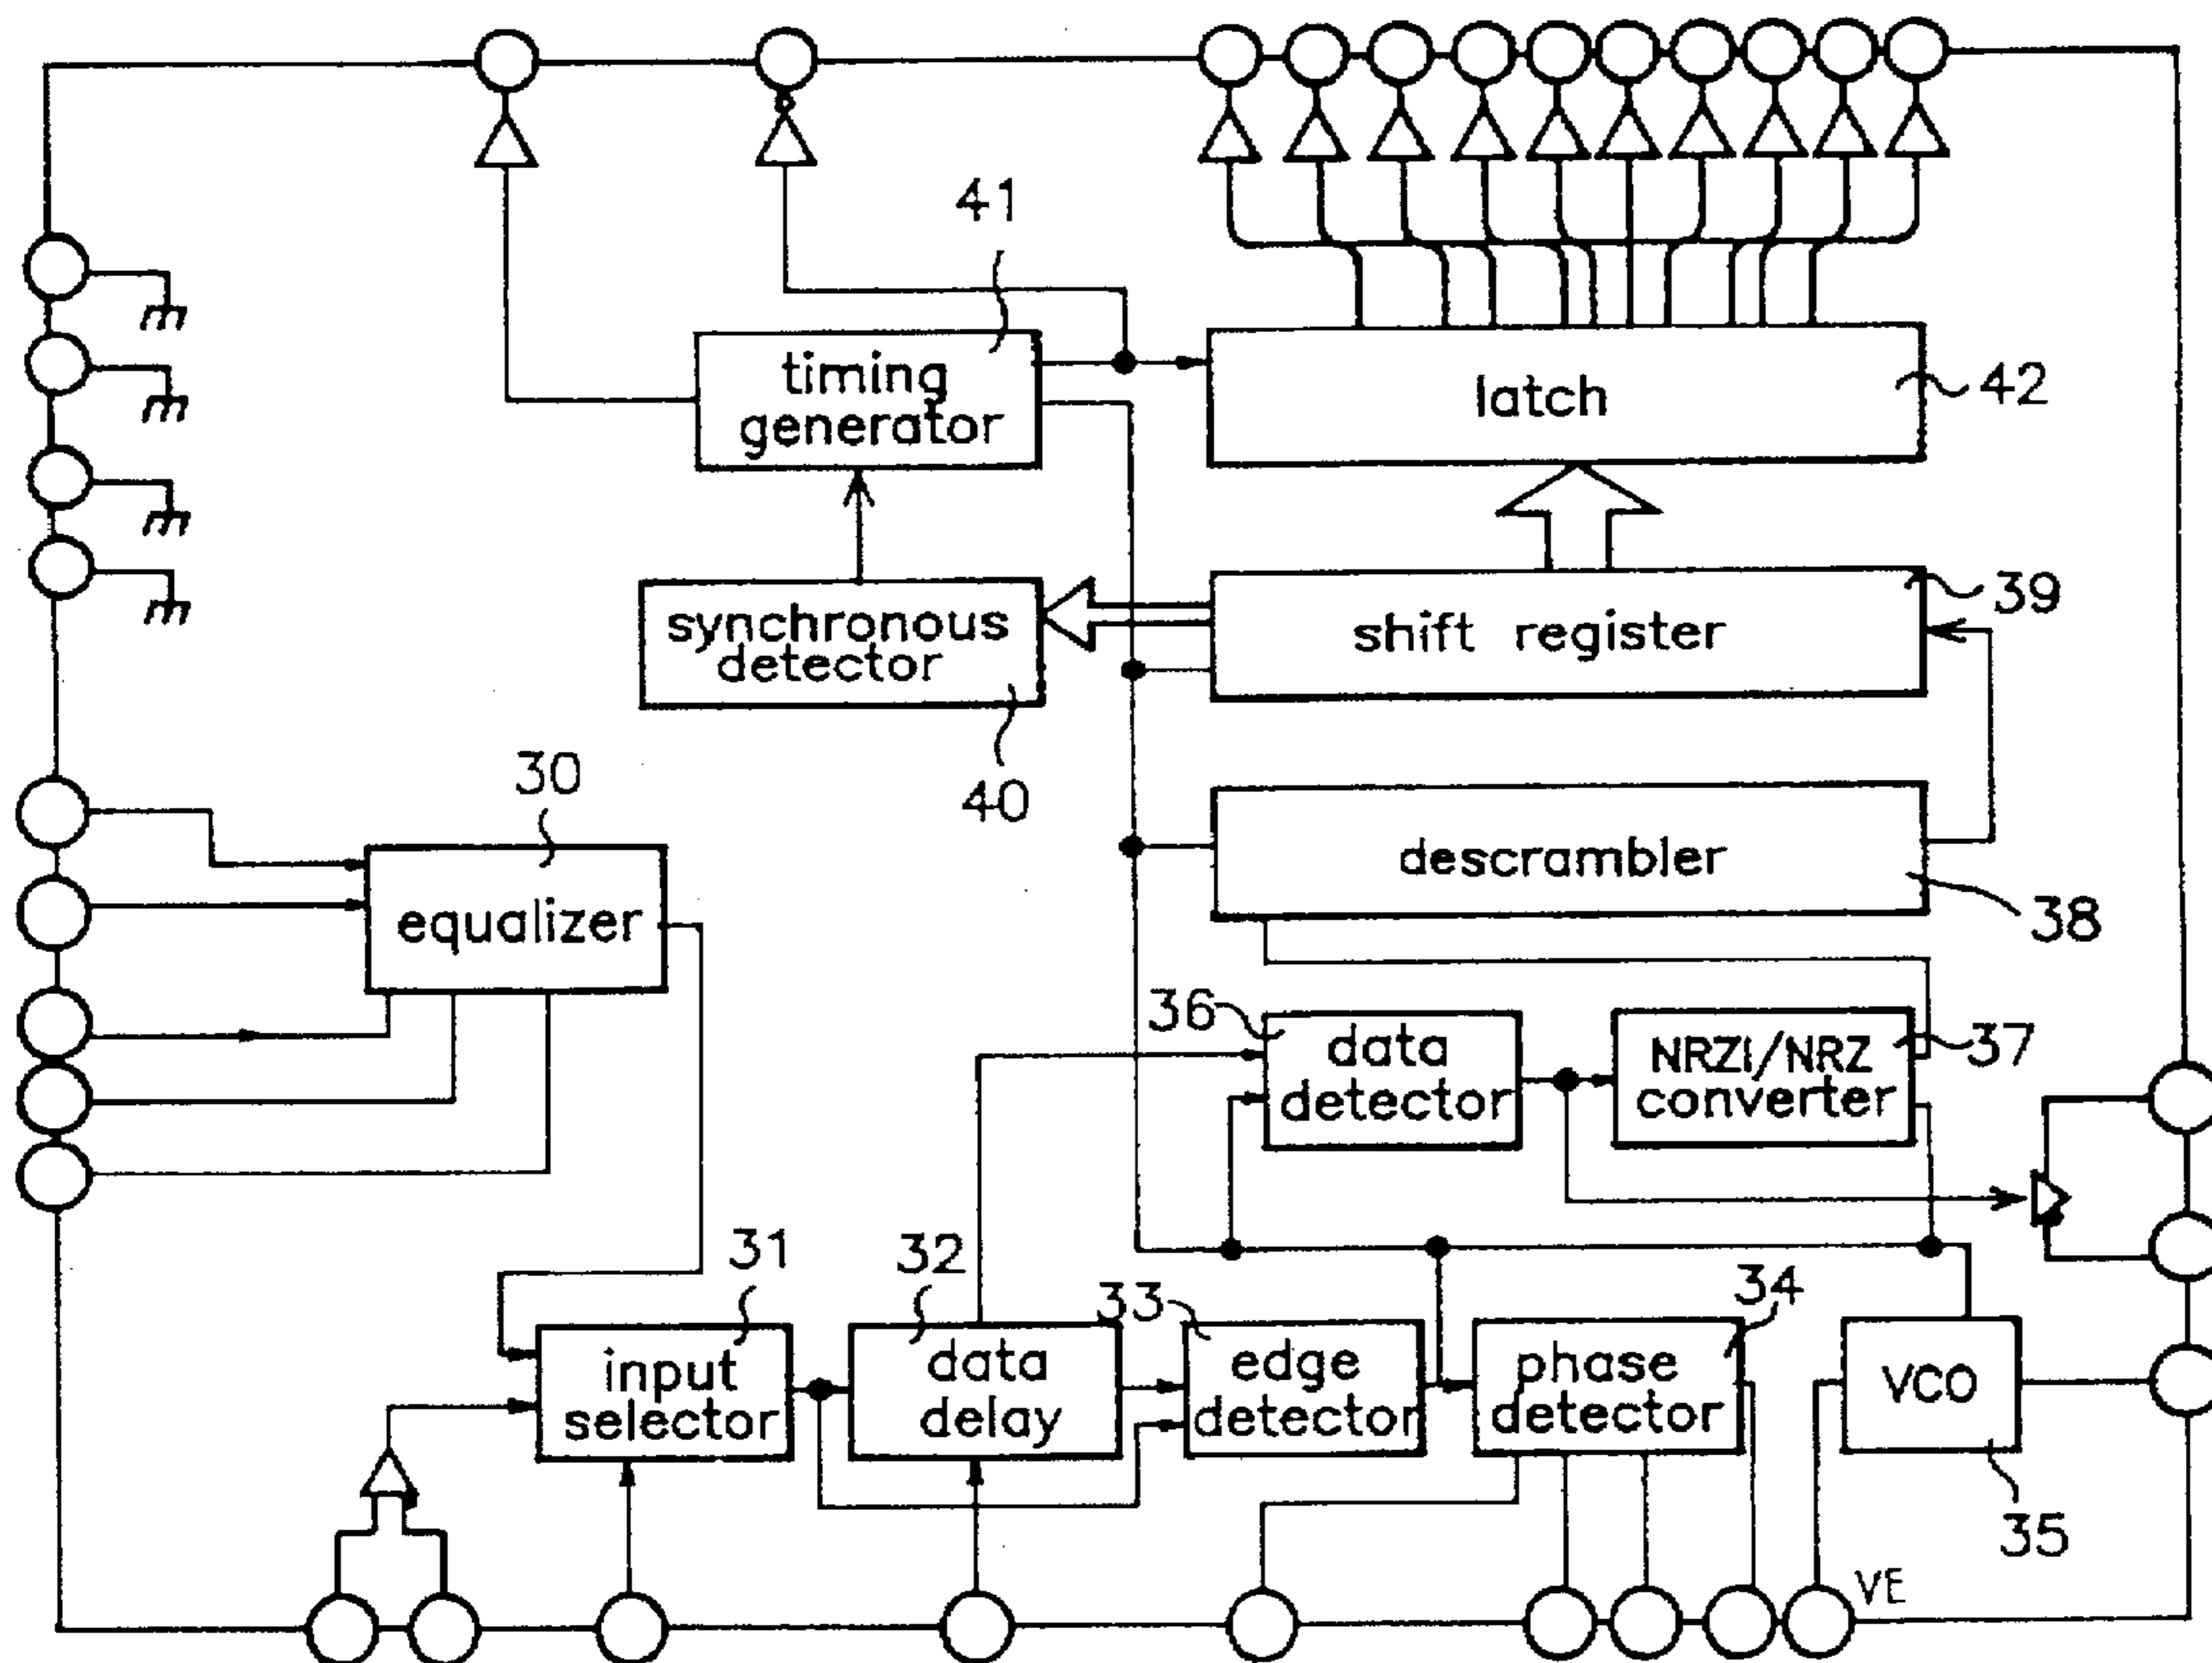 41
timing
generator
latch
42
synchronous
detector
40
shift register
39
30
equalizer
descrambler
38
36
data
detector
NRZI/NRZ
converter
37
31
input
selector
32
data
delay
33
edge
detector
34
phase
detector
VCO
35
VE